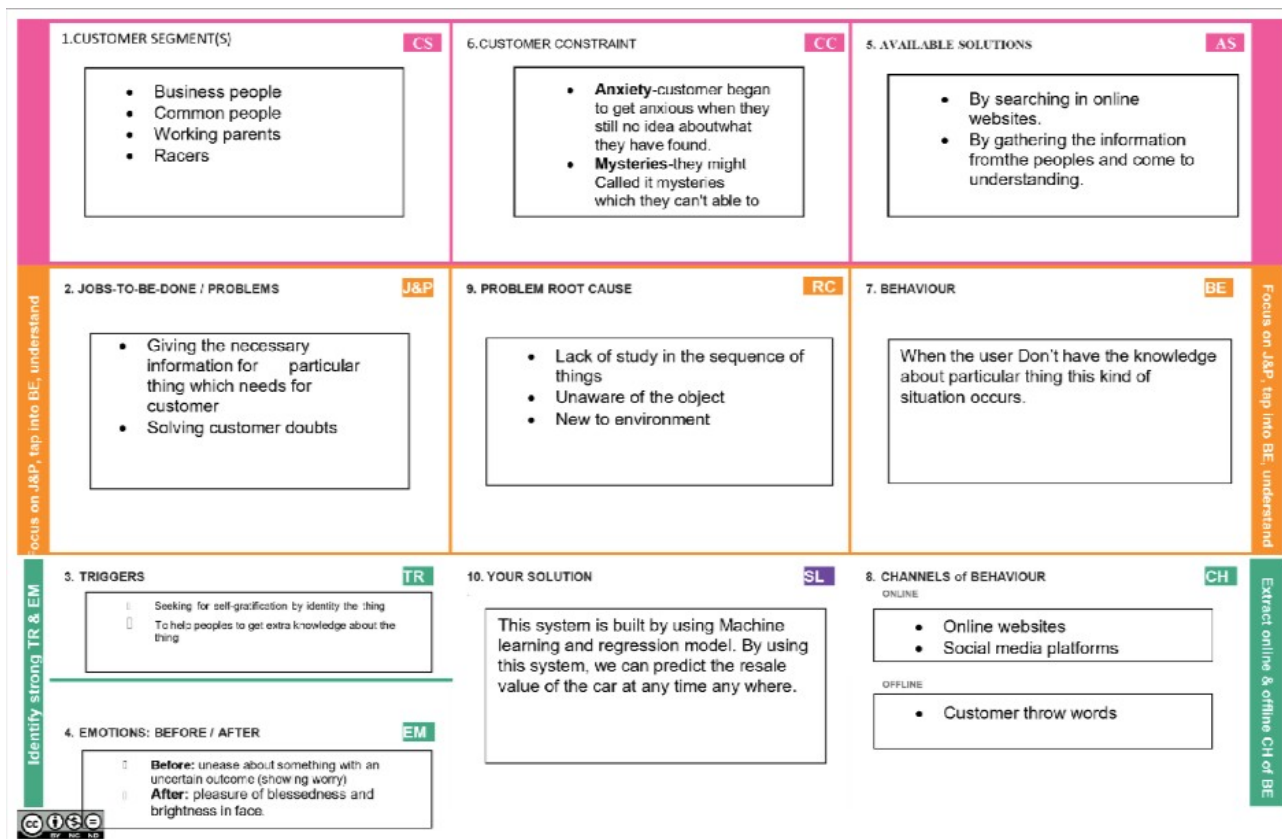 1.CUSTOMER SEGMENT(S)
CS
Business people
Common people
Working parents
Racers
6.CUSTOMER CONSTRAINT
CC
Anxiety-customer began
to get anxious when they
still no idea aboutwhat
they have found.
Mysteries-they might
Called it mysteries
which they can't able to
5. AVAILABLE SOLUTIONS
AS
By searching in online
websites.
By gathering the information
fromthe peoples and come to
understanding.
Focus on J&P, tap into BE, understand
2. JOBS-TO-BE-DONE / PROBLEMS
J&P
Giving the necessary
information for particular
thing which needs for
customer
Solving customer doubts
9. PROBLEM ROOT CAUSE
RC
Lack of study in the sequence of
things
Unaware of the object
New to environment
7. BEHAVIOUR
BE
When the user Don't have the knowledge
about particular thing this kind of
situation occurs.
Focus on J&P, tap into BE, understand
Identify strong TR & EM
3. TRIGGERS
TR
Seeking for self-gratification by identity the thing
To help peoples to get extra knowledge about the
thing
4. EMOTIONS: BEFORE / AFTER
EM
Before: unease about something with an
uncertain outcome (showing worry)
After: pleasure of blessedness and
brightness in face.
10. YOUR SOLUTION
SL
This system is built by using Machine
learning and regression model. By using
this system, we can predict the resale
value of the car at any time any where.
8. CHANNELS of BEHAVIOUR
CH
ONLINE
Online websites
Social media platforms
OFFLINE
Customer throw words
Extract online & offline CH of BE
cc
BY NC ND